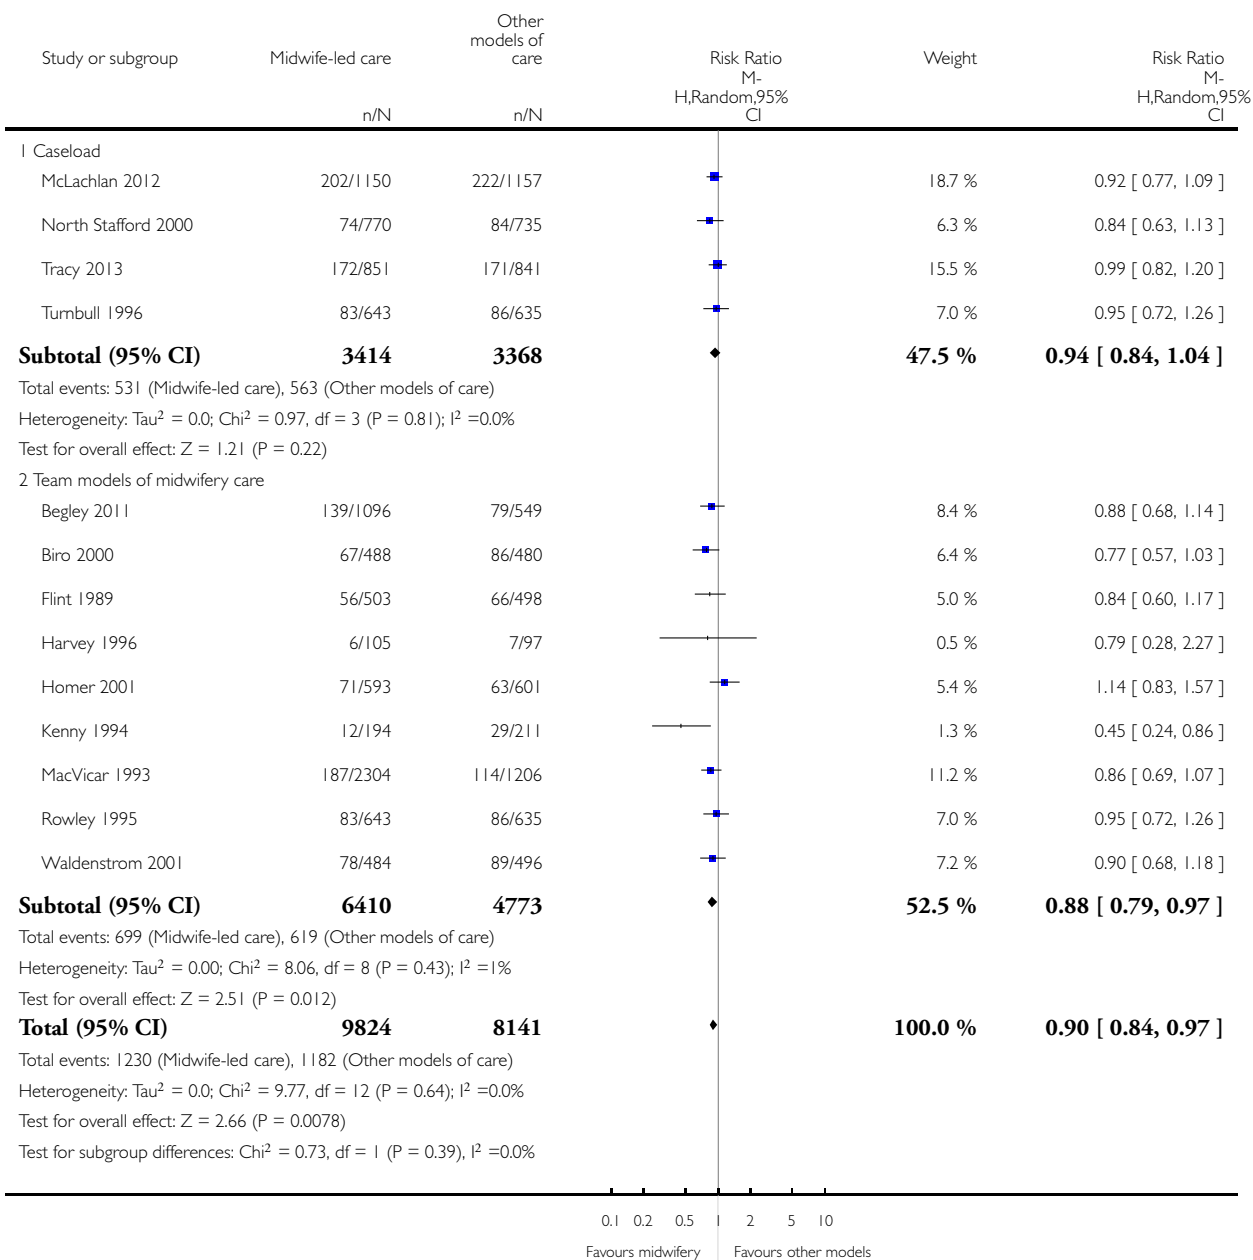 Other
models of
Study or subgroup Midwife-led care care Risk Ratio Weight Risk Ratio
M- M-
H,Random,95% H,Random,95%
n/N n/N CI CI
1 Caseload
McLachlan 2012 202/1150 222/1157 18.7 % 0.92 [ 0.77, 1.09 ]
North Stafford 2000 74/770 84/735 6.3 % 0.84 [ 0.63, 1.13 ]
Tracy 2013 172/851 171/841 15.5 % 0.99 [ 0.82, 1.20 ]
Turnbull 1996 83/643 86/635 7.0 % 0.95 [ 0.72, 1.26 ]
Subtotal (95% CI) 3414 3368 47.5 % 0.94 [ 0.84, 1.04 ]
Total events: 531 (Midwife-led care), 563 (Other models of care)
Heterogeneity: Tau² = 0.0; Chi² = 0.97, df = 3 (P = 0.81); I² =0.0%
Test for overall effect: Z = 1.21 (P = 0.22)
2 Team models of midwifery care
Begley 2011 139/1096 79/549 8.4 % 0.88 [ 0.68, 1.14 ]
Biro 2000 67/488 86/480 6.4 % 0.77 [ 0.57, 1.03 ]
Flint 1989 56/503 66/498 5.0 % 0.84 [ 0.60, 1.17 ]
Harvey 1996 6/105 7/97 0.5 % 0.79 [ 0.28, 2.27 ]
Homer 2001 71/593 63/601 5.4 % 1.14 [ 0.83, 1.57 ]
Kenny 1994 12/194 29/211 1.3 % 0.45 [ 0.24, 0.86 ]
MacVicar 1993 187/2304 114/1206 11.2 % 0.86 [ 0.69, 1.07 ]
Rowley 1995 83/643 86/635 7.0 % 0.95 [ 0.72, 1.26 ]
Waldenstrom 2001 78/484 89/496 7.2 % 0.90 [ 0.68, 1.18 ]
Subtotal (95% CI) 6410 4773 52.5 % 0.88 [ 0.79, 0.97 ]
Total events: 699 (Midwife-led care), 619 (Other models of care)
Heterogeneity: Tau² = 0.00; Chi² = 8.06, df = 8 (P = 0.43); I² =1%
Test for overall effect: Z = 2.51 (P = 0.012)
Total (95% CI) 9824 8141 100.0 % 0.90 [ 0.84, 0.97 ]
Total events: 1230 (Midwife-led care), 1182 (Other models of care)
Heterogeneity: Tau² = 0.0; Chi² = 9.77, df = 12 (P = 0.64); I² =0.0%
Test for overall effect: Z = 2.66 (P = 0.0078)
Test for subgroup differences: Chi² = 0.73, df = 1 (P = 0.39), I² =0.0%
0.1 0.2 0.5 1 2 5 10
Favours midwifery Favours other models